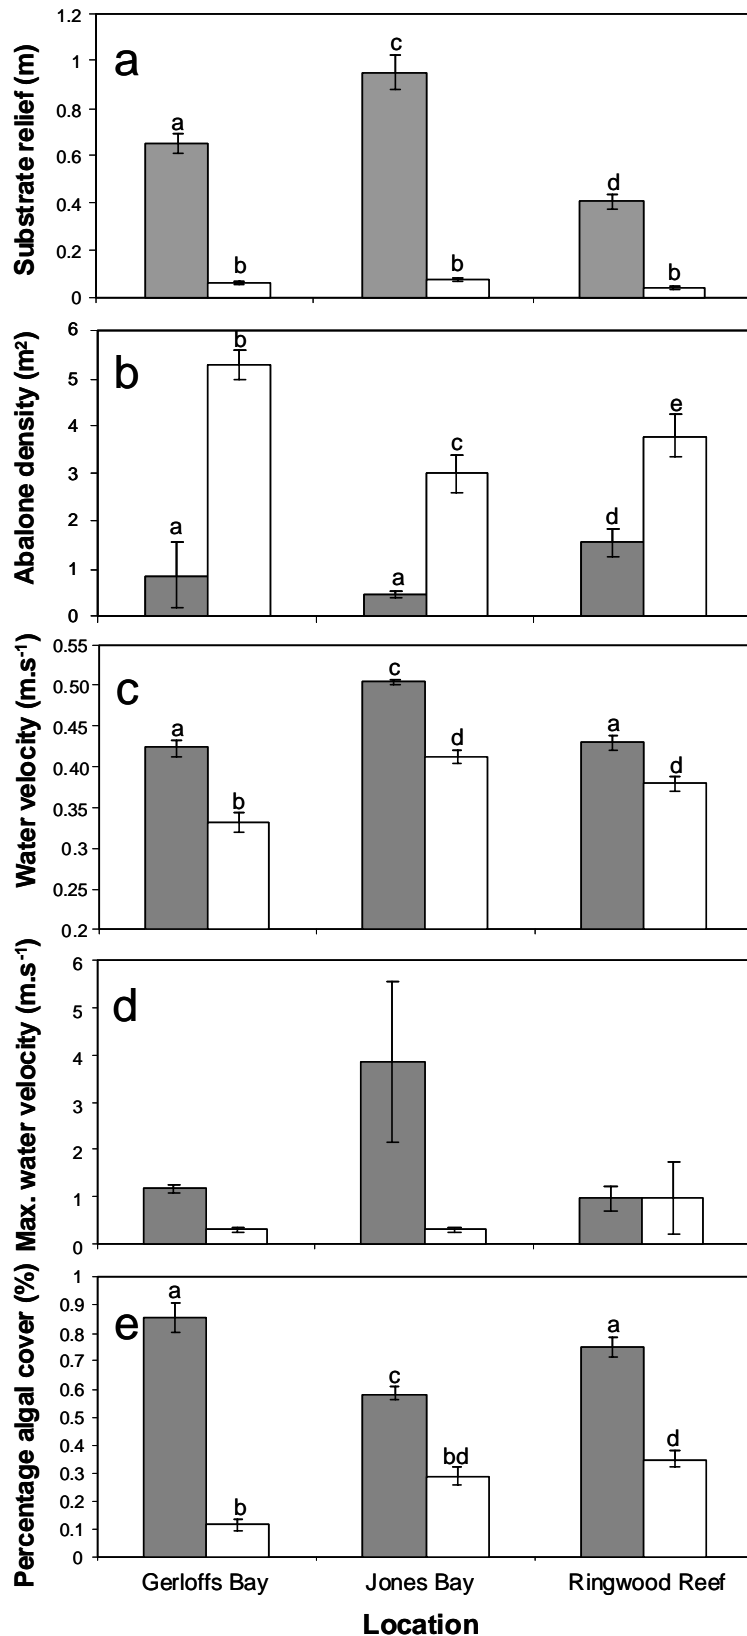 Substrate relief (m)
1.2
1
0.8
0.6
0.4
0.2
0
a
a
b
c
b
d
b
Abalone density (m²)
6
5
4
3
2
1
0
b
a
b
a
c
d
e
Water velocity (m.s⁻¹)
0.55
0.50
0.45
0.40
0.35
0.3
0.25
0.2
c
a
b
c
d
a
d
Max. water velocity (m.s⁻¹)
6
5
4
3
2
1
0
d
Percentage algal cover (%)
1
0.9
0.8
0.7
0.6
0.5
0.4
0.3
0.2
0.1
0
e
a
b
c
bd
a
d
Gerloffs Bay
Jones Bay
Ringwood Reef
Location